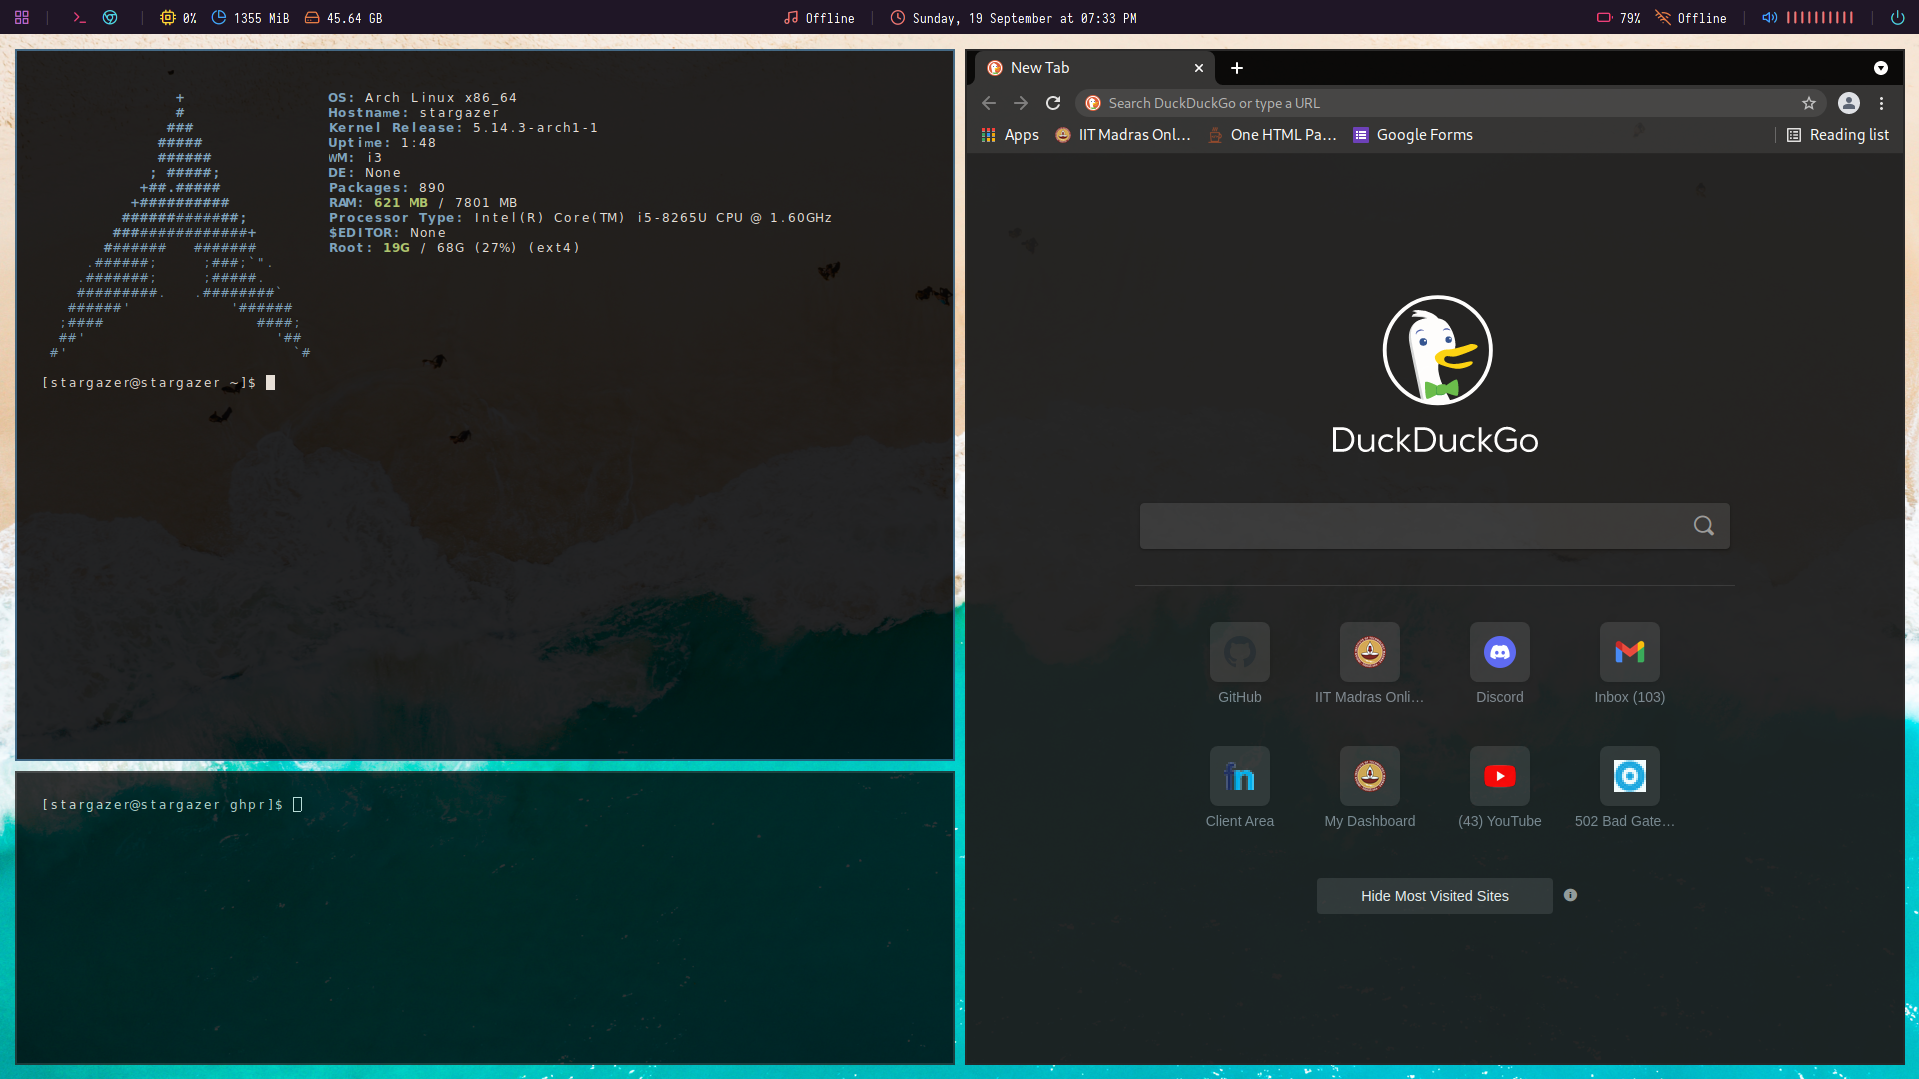 0% 1355 MiB 45.64 GB Offline Sunday, 19 September at 07:33 PM 79% Offline
OS: Arch Linux x86_64
Hostname: stargazer
Kernel Release: 5.14.3-arch1-1
Uptime: 1:48
WM: i3
DE: None
Packages: 890
RAM: 621 MB / 7801 MB
Processor Type: Intel(R) Core(TM) i5-8265U CPU @ 1.60GHz
$EDITOR: None
Root: 19G / 68G (27%) (ext4)
[stargazer@stargazer ~]$
[stargazer@stargazer ghpr]$
New Tab
Search DuckDuckGo or type a URL
Apps IIT Madras Onl... One HTML Pa... Google Forms Reading list
DuckDuckGo
GitHub IIT Madras Onli... Discord Inbox (103)
Client Area My Dashboard (43) YouTube 502 Bad Gate...
Hide Most Visited Sites